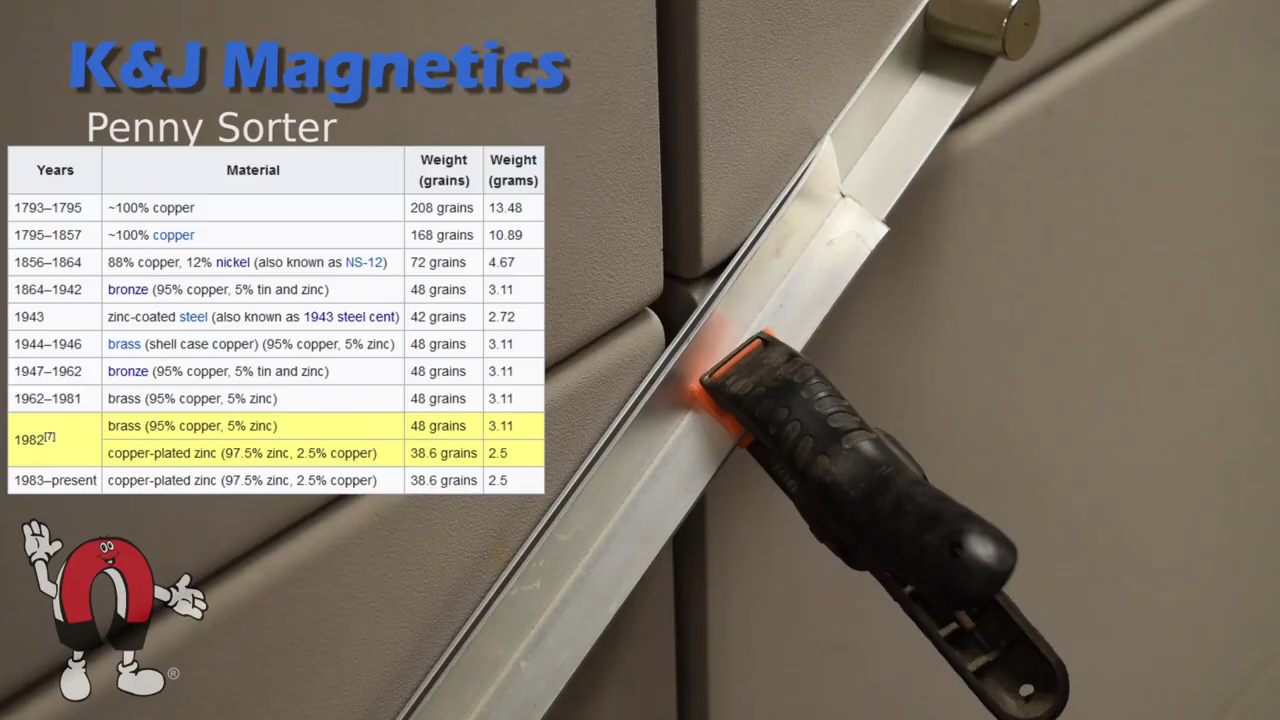 K&J Magnetics
Penny Sorter
Years Material Weight (grains) Weight (grams)
1793–1795 ~100% copper 208 grains 13.48
1795–1857 ~100% copper 168 grains 10.89
1856–1864 88% copper, 12% nickel (also known as NS-12) 72 grains 4.67
1864–1942 bronze (95% copper, 5% tin and zinc) 48 grains 3.11
1943 zinc-coated steel (also known as 1943 steel cent) 42 grains 2.72
1944–1946 brass (shell case copper) (95% copper, 5% zinc) 48 grains 3.11
1947–1962 bronze (95% copper, 5% tin and zinc) 48 grains 3.11
1962–1981 brass (95% copper, 5% zinc) 48 grains 3.11
1982[7] brass (95% copper, 5% zinc) 48 grains 3.11
copper-plated zinc (97.5% zinc, 2.5% copper) 38.6 grains 2.5
1983–present copper-plated zinc (97.5% zinc, 2.5% copper) 38.6 grains 2.5
®